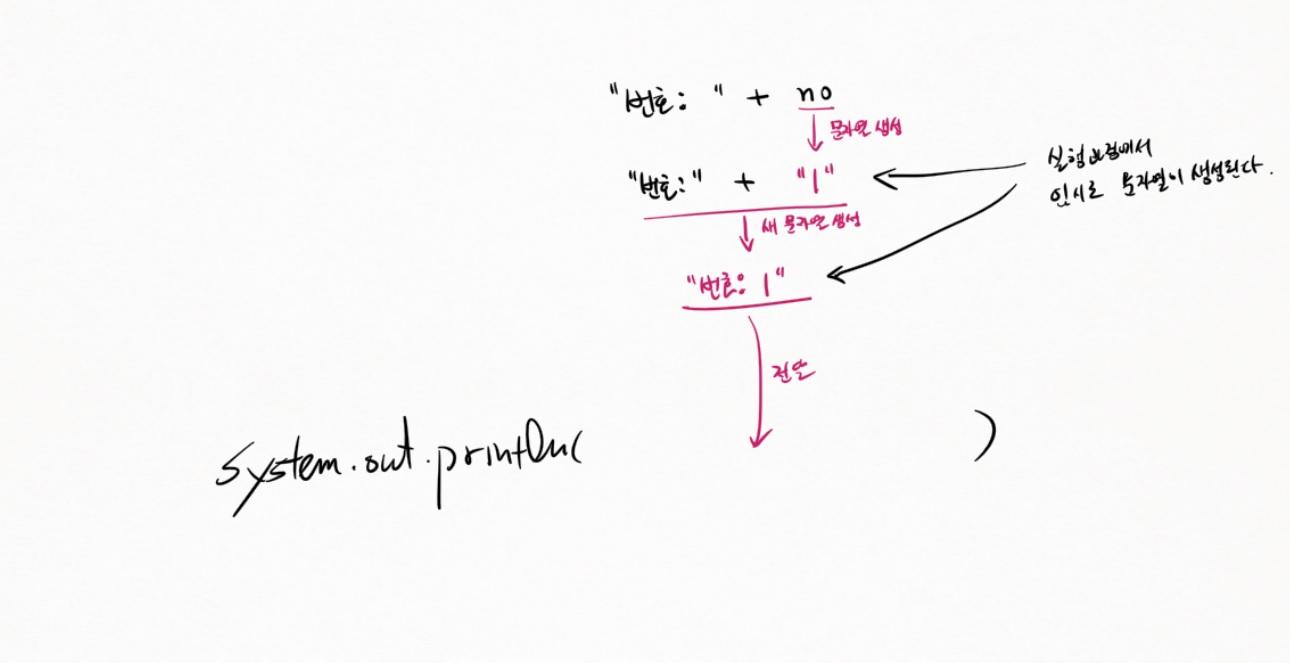 "번호: " + no
문자열 생성
"번호:" + "1"
실행 과정에서
임시로 문자열이 생성된다.
새 문자열 생성
"번호: 1"
전달
system.out.println(          )